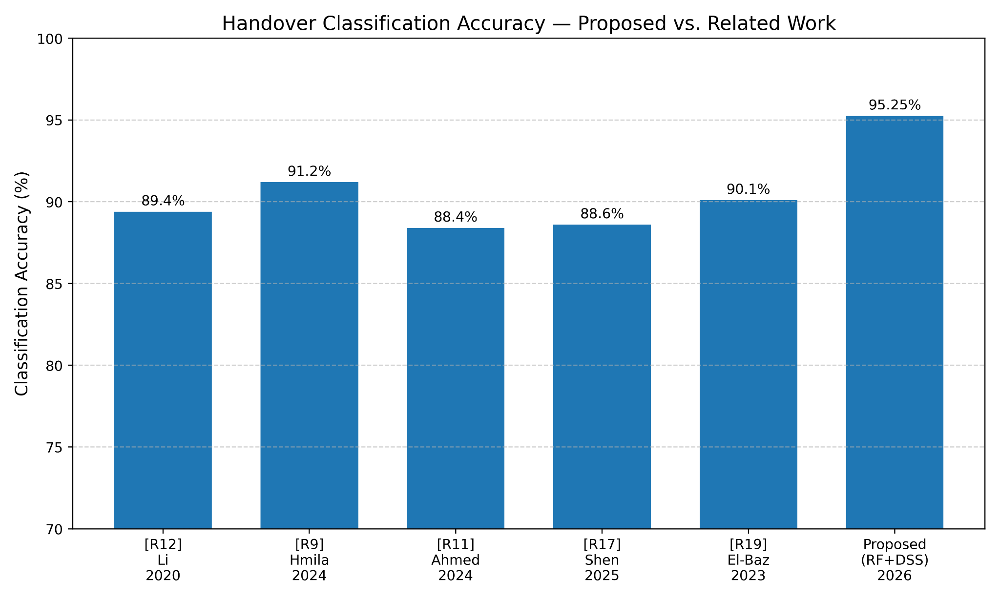 Handover Classification Accuracy — Proposed vs. Related Work
Classification Accuracy (%)
100
95
90
85
80
75
70
89.4%
91.2%
88.4%
88.6%
90.1%
95.25%
[R12]
Li
2020
[R9]
Hmila
2024
[R11]
Ahmed
2024
[R17]
Shen
2025
[R19]
El-Baz
2023
Proposed
(RF+DSS)
2026